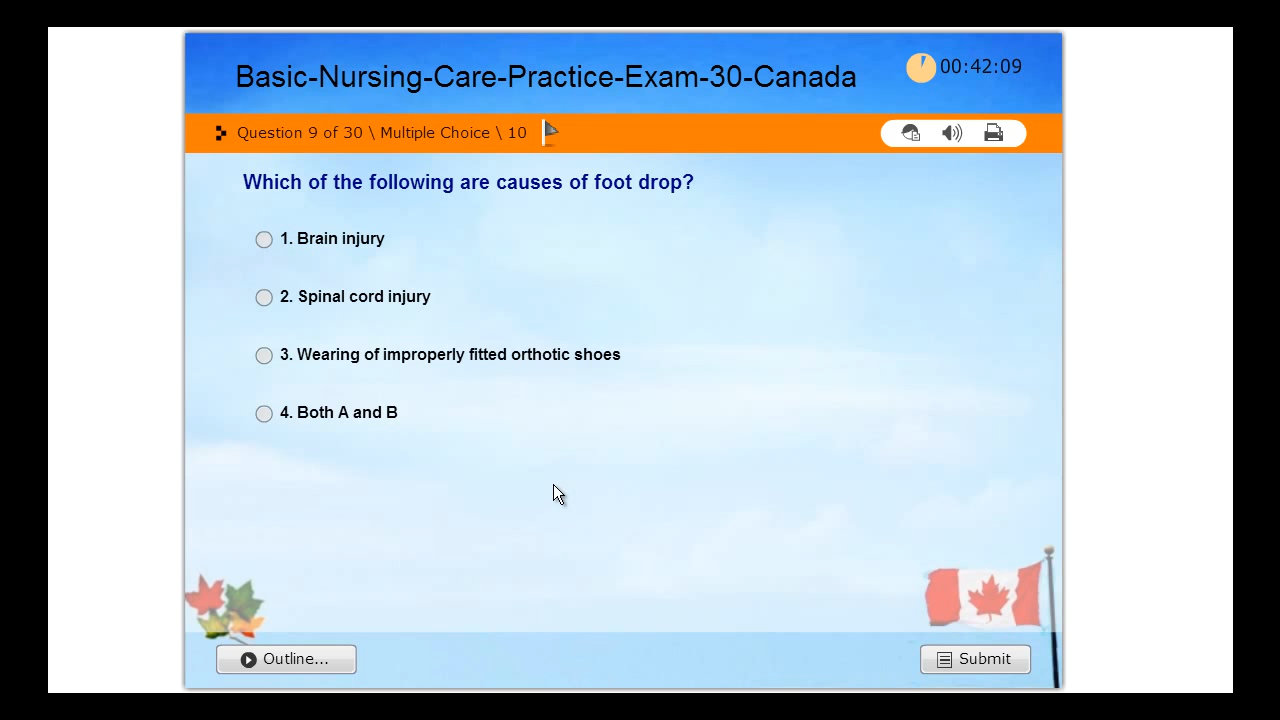 Basic-Nursing-Care-Practice-Exam-30-Canada
00:42:09
Question 9 of 30 \ Multiple Choice \ 10
Which of the following are causes of foot drop?
1. Brain injury
2. Spinal cord injury
3. Wearing of improperly fitted orthotic shoes
4. Both A and B
Outline...
Submit